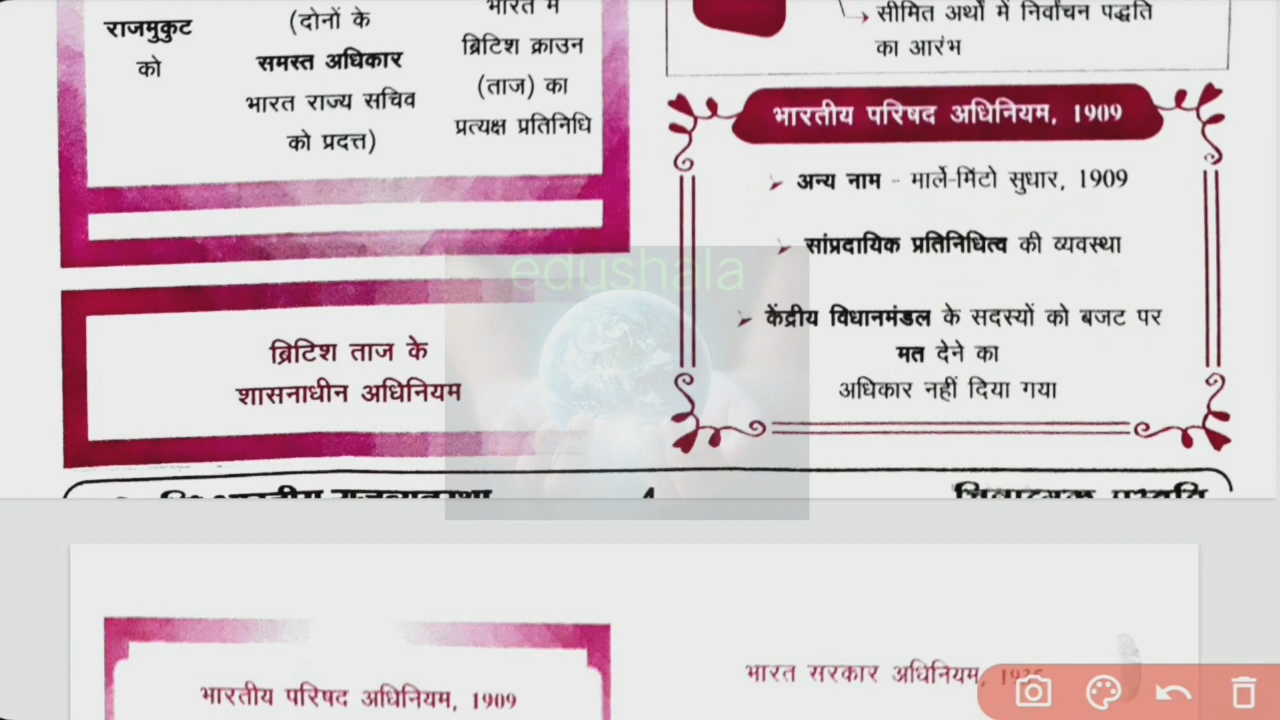 राजमुकुट
को
(दोनों के
समस्त अधिकार
भारत राज्य सचिव
को प्रदत्त)
भारत में
ब्रिटिश क्राउन
(ताज) का
प्रत्यक्ष प्रतिनिधि
सीमित अर्थों में निर्वाचन पद्धति
का आरंभ
भारतीय परिषद अधिनियम, 1909
अन्य नाम - मार्ले-मिंटो सुधार, 1909
सांप्रदायिक प्रतिनिधित्व की व्यवस्था
केंद्रीय विधानमंडल के सदस्यों को बजट पर
मत देने का
अधिकार नहीं दिया गया
edushala
ब्रिटिश ताज के
शासनाधीन अधिनियम
4
भारतीय परिषद अधिनियम, 1909
भारत सरकार अधिनियम,